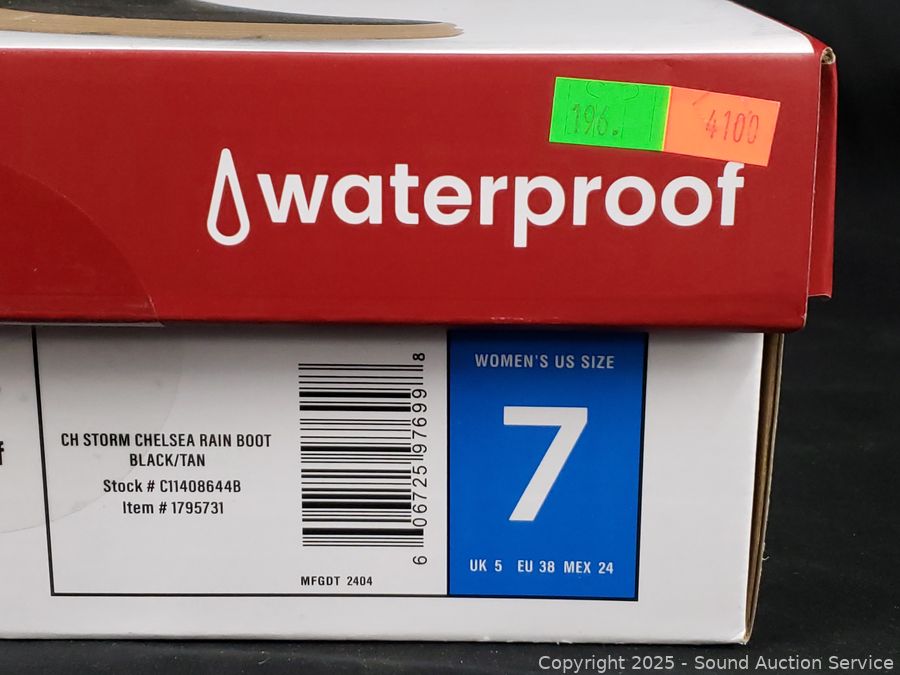 196.
4100
waterproof
CH STORM CHELSEA RAIN BOOT
BLACK/TAN
Stock # C11408644B
Item # 1795731
6 06725 97699 8
MFGDT 2404
WOMEN'S US SIZE
7
UK 5 EU 38 MEX 24
Copyright 2025 - Sound Auction Service